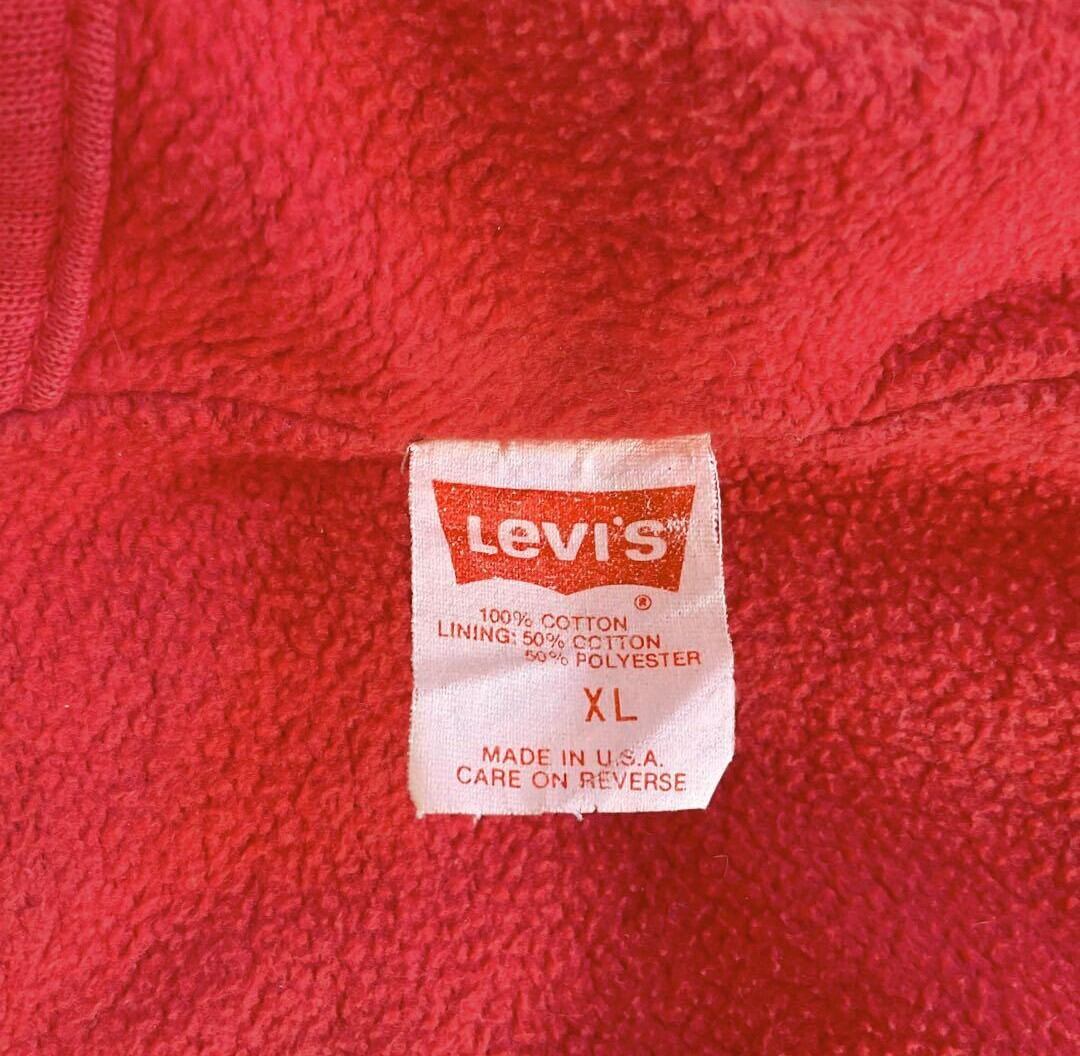 Levi's
®
100% COTTON
LINING: 50% COTTON
50% POLYESTER
XL
MADE IN U.S.A.
CARE ON REVERSE